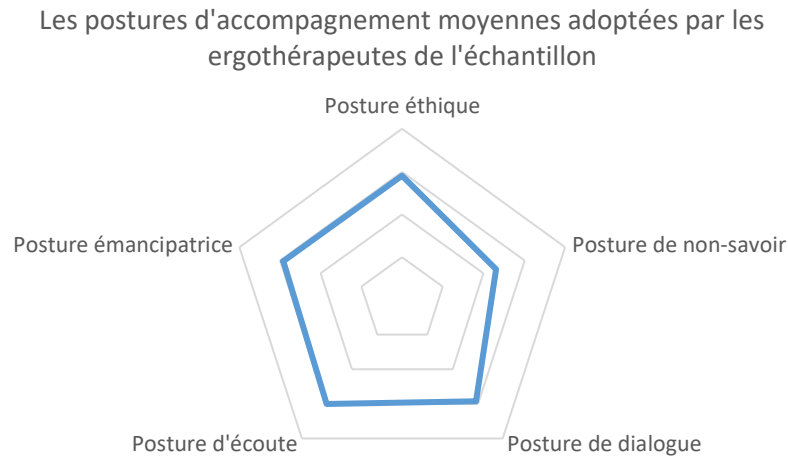 Les postures d'accompagnement moyennes adoptées par les
ergothérapeutes de l'échantillon
Posture éthique
Posture émancipatrice
Posture de non-savoir
Posture d'écoute
Posture de dialogue